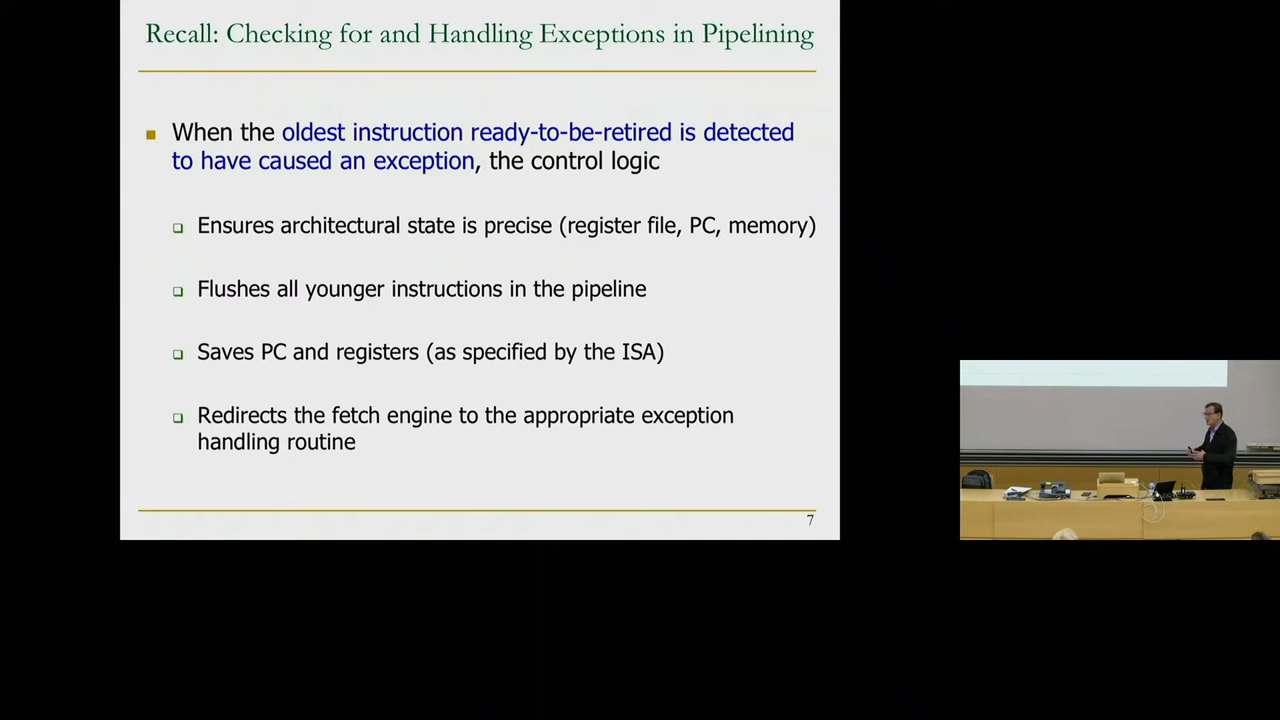 Recall: Checking for and Handling Exceptions in Pipelining
When the oldest instruction ready-to-be-retired is detected
to have caused an exception, the control logic
Ensures architectural state is precise (register file, PC, memory)
Flushes all younger instructions in the pipeline
Saves PC and registers (as specified by the ISA)
Redirects the fetch engine to the appropriate exception
handling routine
7